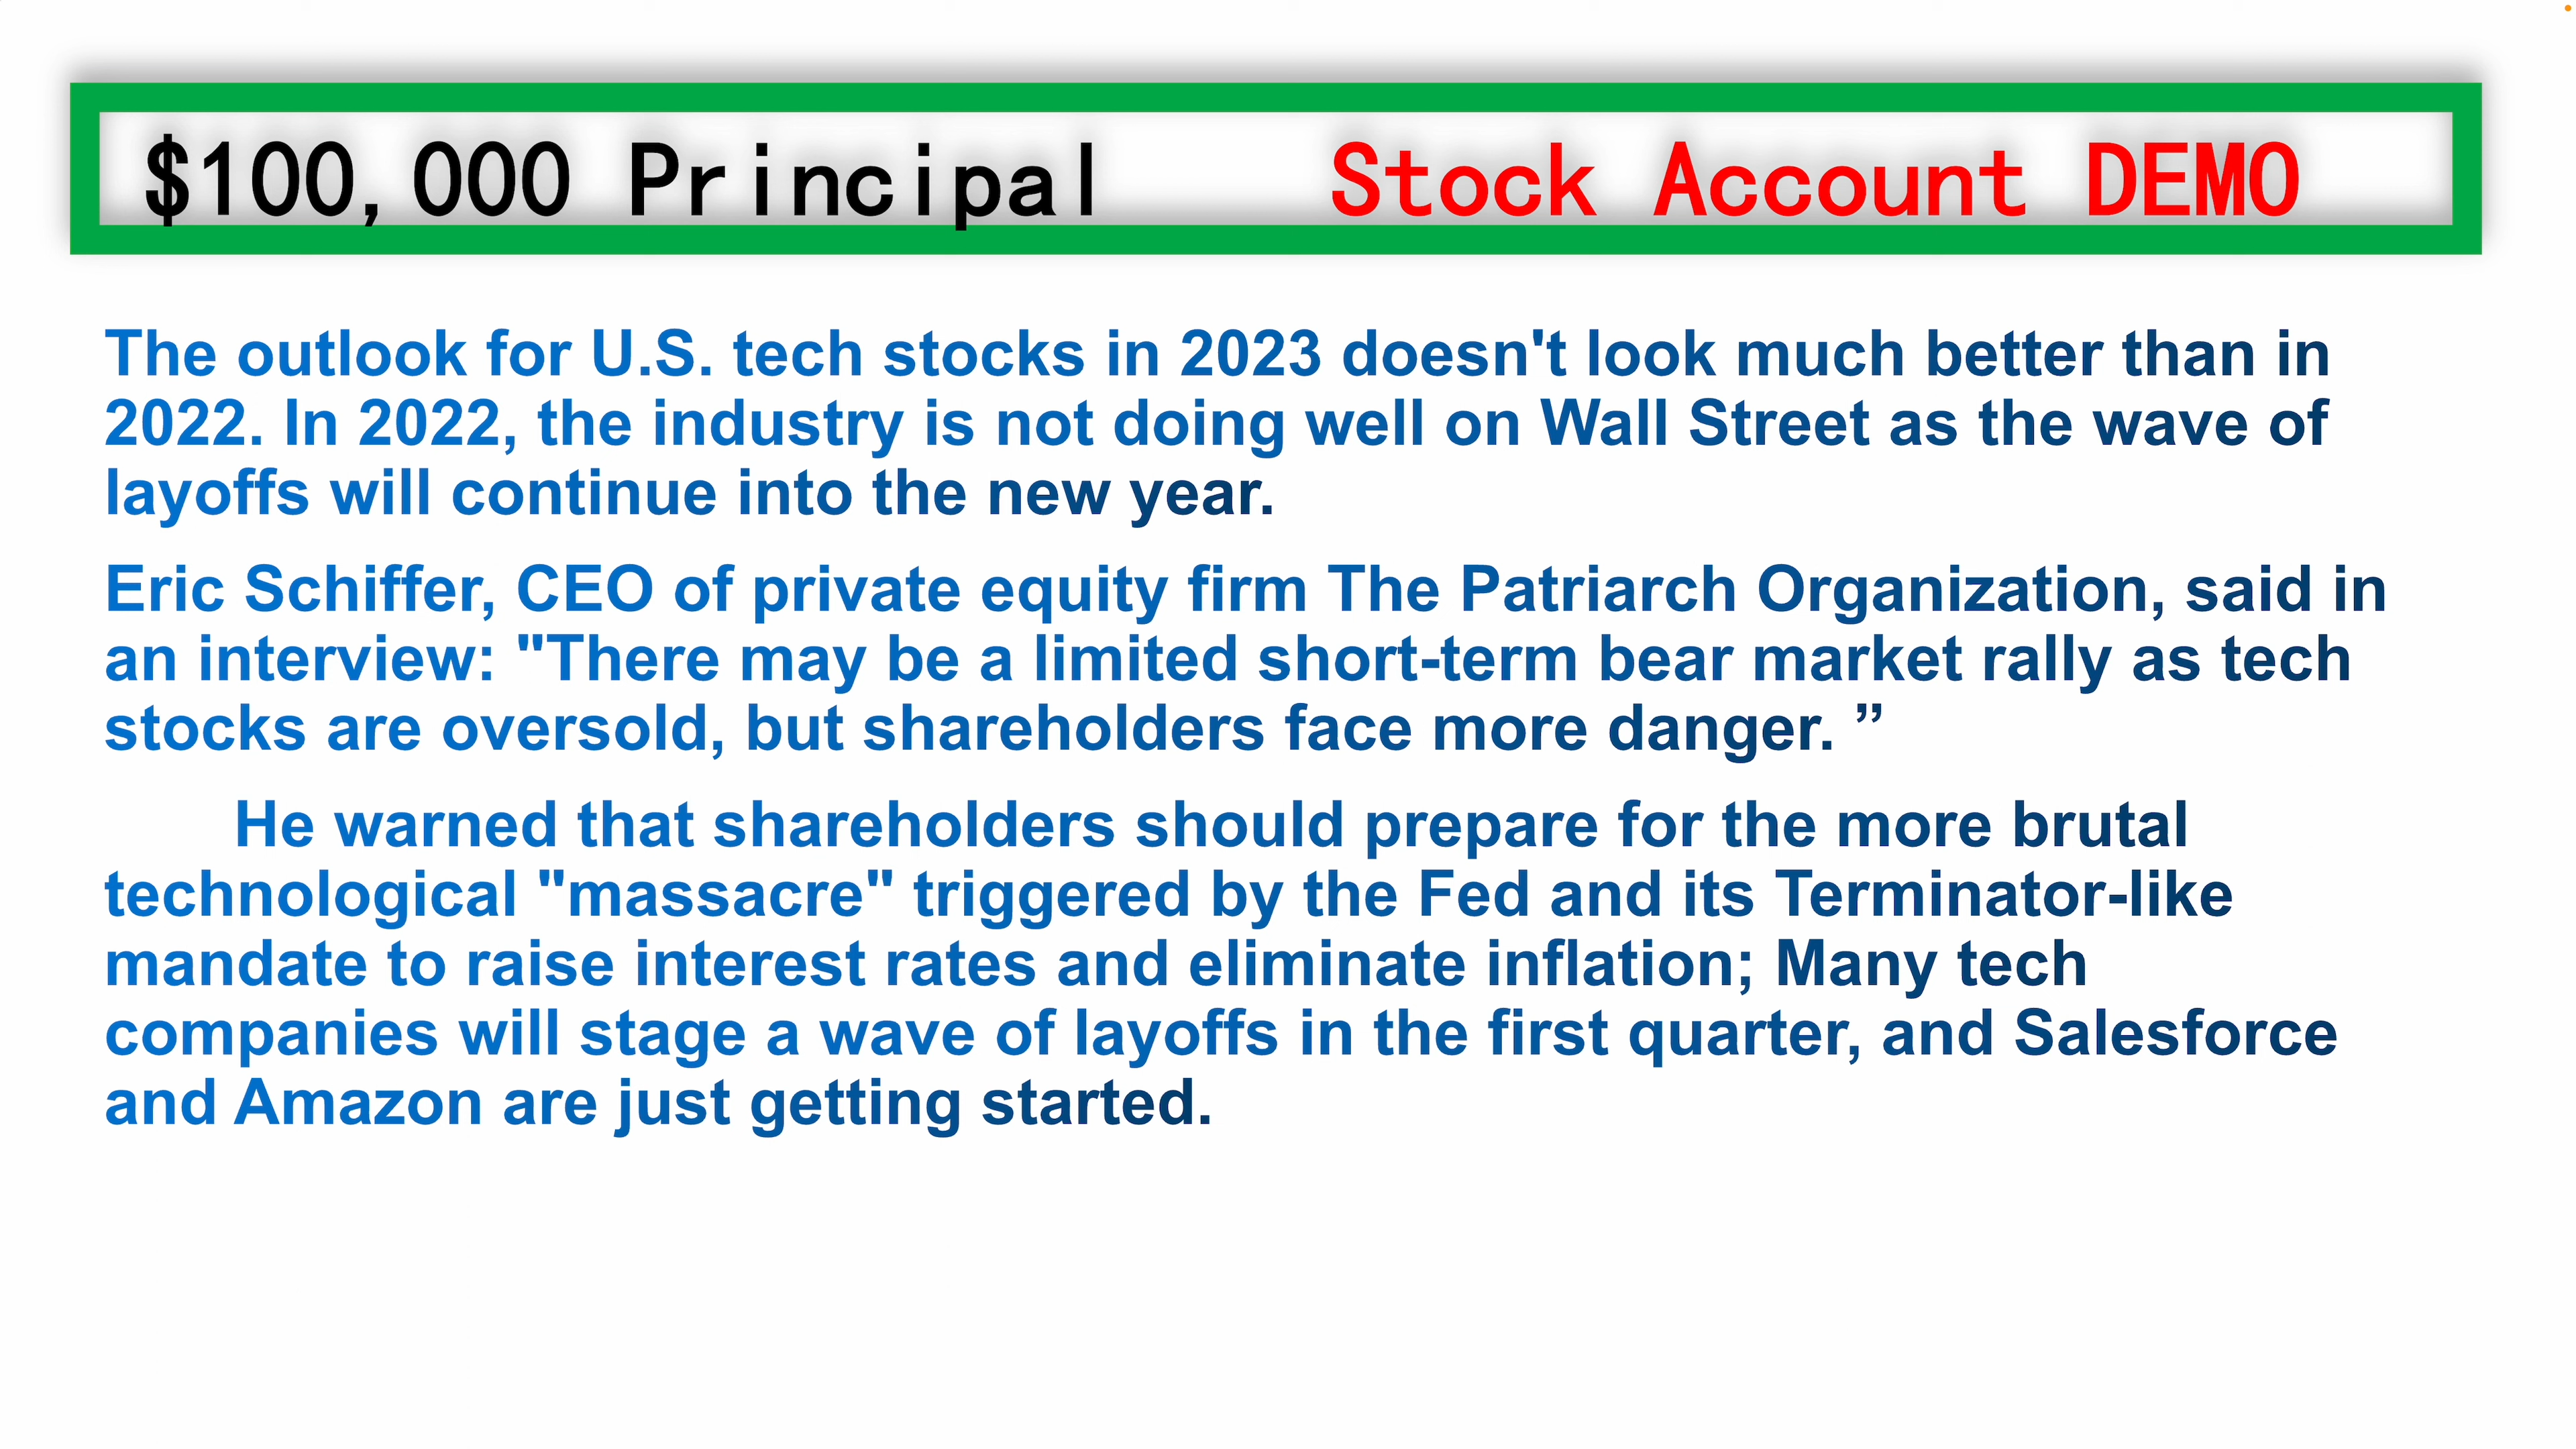 $100,000 Principal Stock Account DEMO
The outlook for U.S. tech stocks in 2023 doesn't look much better than in
2022. In 2022, the industry is not doing well on Wall Street as the wave of
layoffs will continue into the new year.
Eric Schiffer, CEO of private equity firm The Patriarch Organization, said in
an interview: "There may be a limited short-term bear market rally as tech
stocks are oversold, but shareholders face more danger. ”
He warned that shareholders should prepare for the more brutal
technological "massacre" triggered by the Fed and its Terminator-like
mandate to raise interest rates and eliminate inflation; Many tech
companies will stage a wave of layoffs in the first quarter, and Salesforce
and Amazon are just getting started.